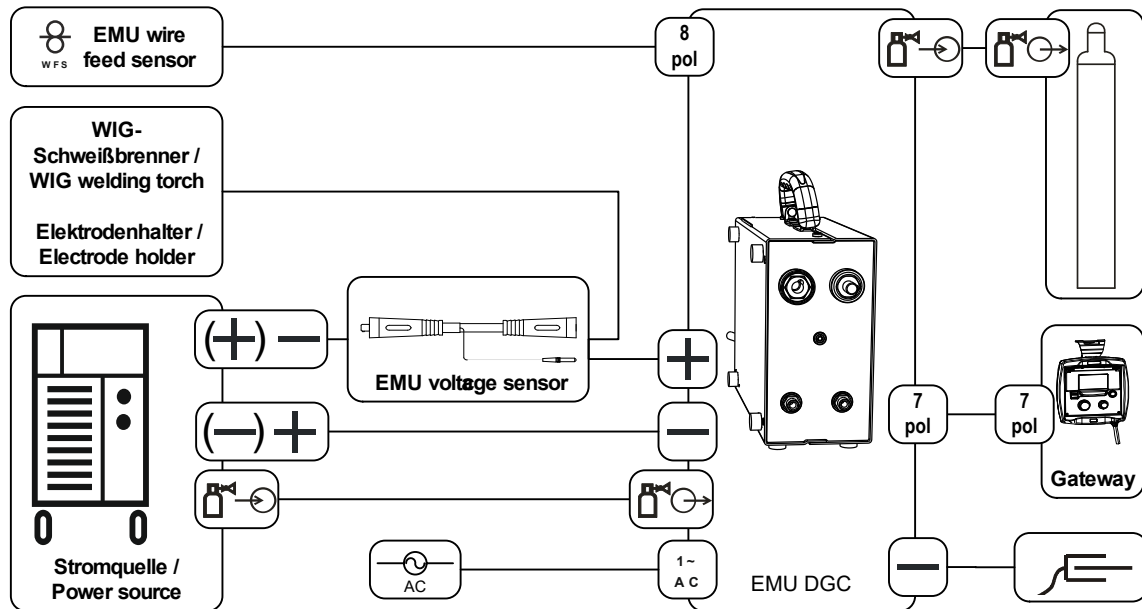 EMU wire
feed sensor
WFS
8
pol
WIG-
Schweißbrenner /
WIG welding torch
Elektrodenhalter /
Electrode holder
(+) −
EMU voltage sensor
+
(−) +
−
7
pol
7
pol
Gateway
Stromquelle /
Power source
AC
1~
AC
EMU DGC
−